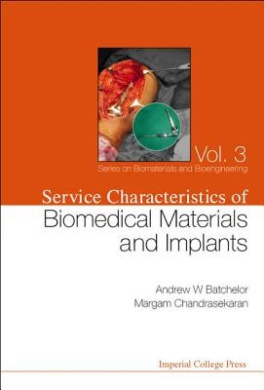 Vol. 3
Series on Biomaterials and Bioengineering
Service Characteristics of
Biomedical Materials
and Implants
Andrew W Batchelor
Margam Chandrasekaran
Imperial College Press